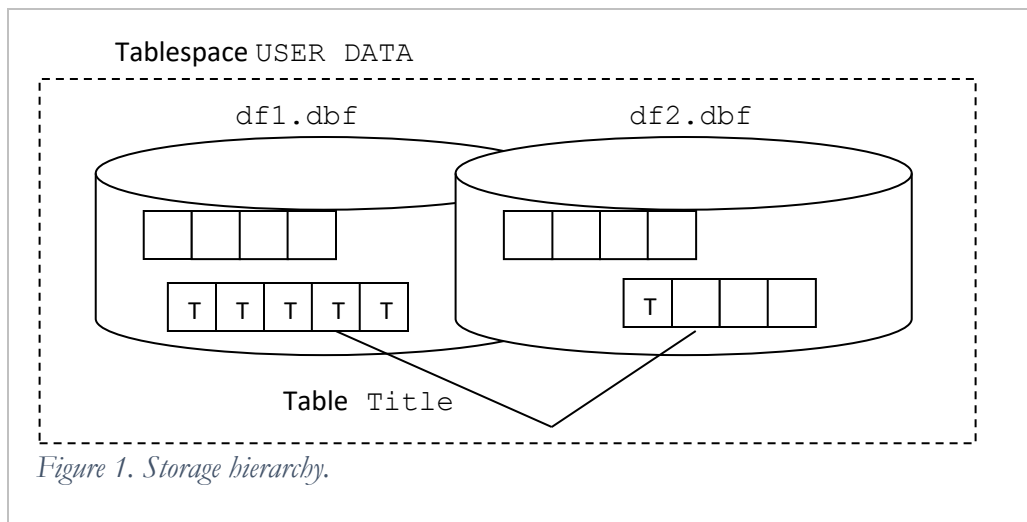 Tablespace USER DATA
df1.dbf df2.dbf
T T T T T T
Table Title
Figure 1. Storage hierarchy.